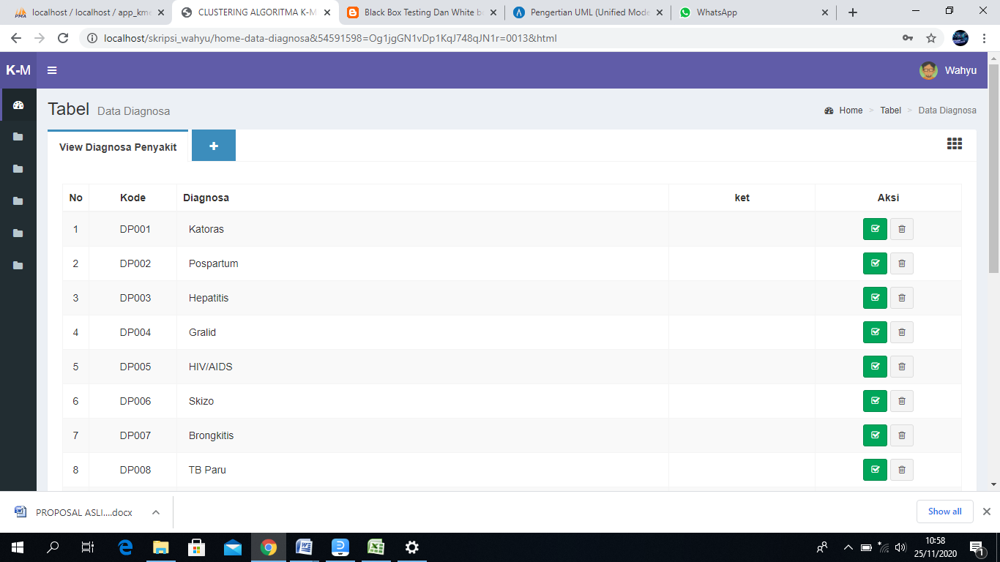 localhost / localhost / app_kme
CLUSTERING ALGORITMA K-M
Black Box Testing Dan White bo
Pengertian UML (Unified Mode
WhatsApp
localhost/skripsi_wahyu/home-data-diagnosa&54591598=Og1jgGN1vDp1KqJ748qJN1r=0013&html
K-M
Wahyu
Tabel Data Diagnosa
Home > Tabel > Data Diagnosa
View Diagnosa Penyakit
No Kode Diagnosa ket Aksi
1 DP001 Katoras
2 DP002 Pospartum
3 DP003 Hepatitis
4 DP004 Gralid
5 DP005 HIV/AIDS
6 DP006 Skizo
7 DP007 Brongkitis
8 DP008 TB Paru
PROPOSAL ASLI....docx
Show all
10:58
25/11/2020
1